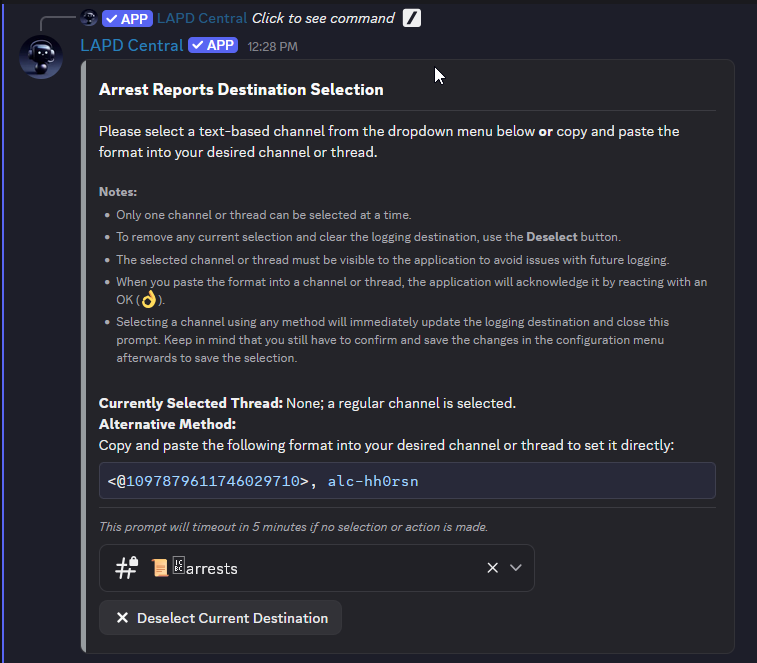 ✓ APP LAPD Central Click to see command /
LAPD Central ✓ APP 12:28 PM
Arrest Reports Destination Selection
Please select a text-based channel from the dropdown menu below or copy and paste the
format into your desired channel or thread.
Notes:
• Only one channel or thread can be selected at a time.
• To remove any current selection and clear the logging destination, use the Deselect button.
• The selected channel or thread must be visible to the application to avoid issues with future logging.
• When you paste the format into a channel or thread, the application will acknowledge it by reacting with an
OK (👌).
• Selecting a channel using any method will immediately update the logging destination and close this
prompt. Keep in mind that you still have to confirm and save the changes in the configuration menu
afterwards to save the selection.
Currently Selected Thread: None; a regular channel is selected.
Alternative Method:
Copy and paste the following format into your desired channel or thread to set it directly:
<@1097879611746029710>, alc-hh0rsn
This prompt will timeout in 5 minutes if no selection or action is made.
📜arrests
Deselect Current Destination